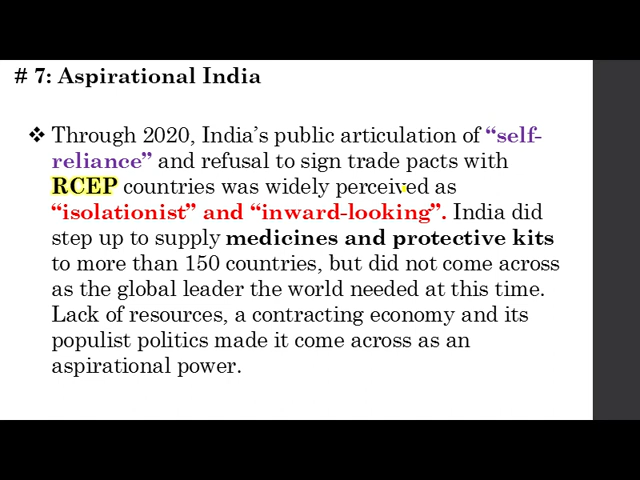 # 7: Aspirational India
❖ Through 2020, India’s public articulation of “self-
reliance” and refusal to sign trade pacts with
RCEP countries was widely perceived as
“isolationist” and “inward-looking”. India did
step up to supply medicines and protective kits
to more than 150 countries, but did not come across
as the global leader the world needed at this time.
Lack of resources, a contracting economy and its
populist politics made it come across as an
aspirational power.